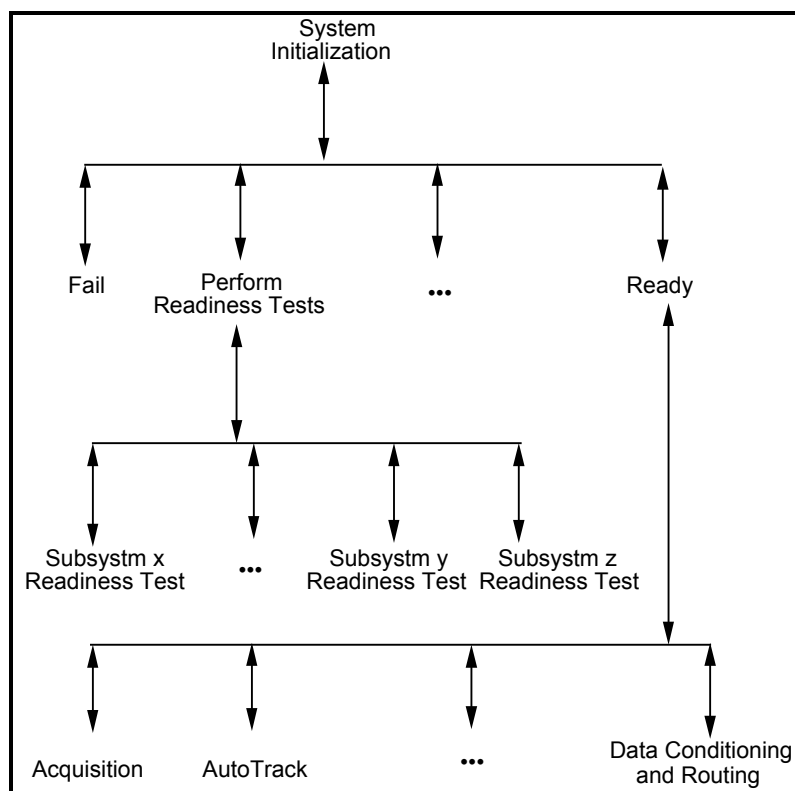 System
Initialization
Fail
Perform
Readiness Tests
...
Ready
Subsystm x
Readiness Test
...
Subsystm y
Readiness Test
Subsystm z
Readiness Test
Acquisition
AutoTrack
...
Data Conditioning
and Routing